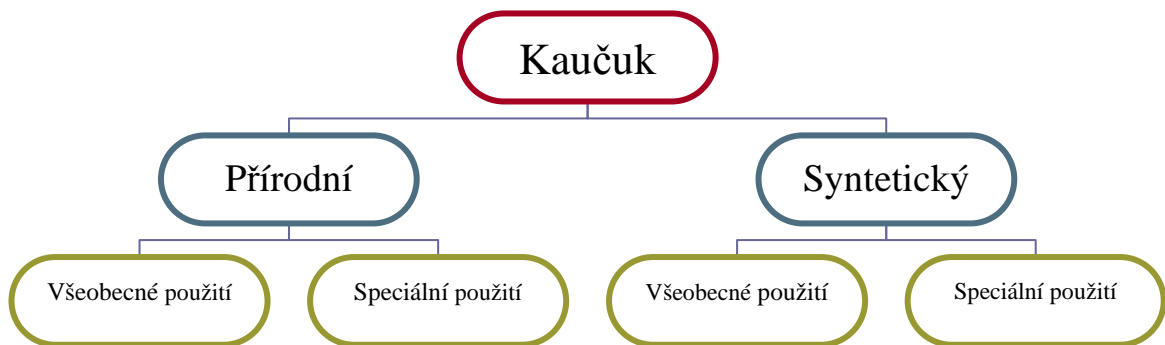 Kaučuk
Přírodní
Syntetický
Všeobecné použití
Speciální použití
Všeobecné použití
Speciální použití